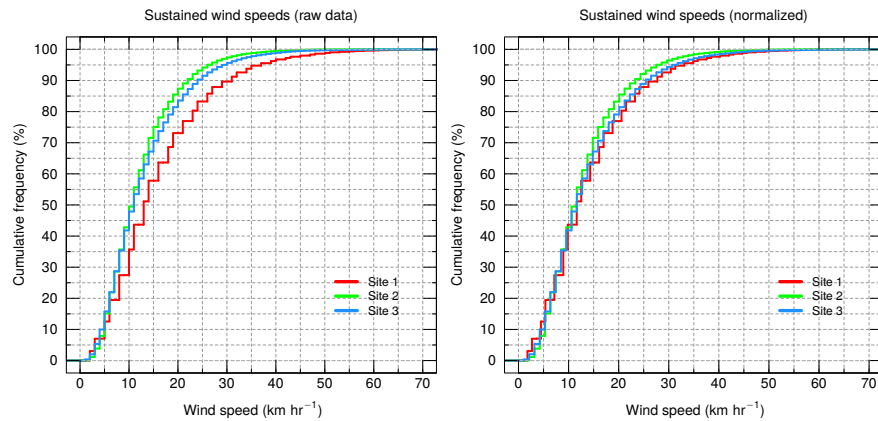 Sustained wind speeds (raw data)
Cumulative frequency (%)
100
90
80
70
60
50
40
30
20
10
0
Site 1
Site 2
Site 3
0 10 20 30 40 50 60 70
Wind speed (km hr⁻¹)
Sustained wind speeds (normalized)
Cumulative frequency (%)
100
90
80
70
60
50
40
30
20
10
0
Site 1
Site 2
Site 3
0 10 20 30 40 50 60 70
Wind speed (km hr⁻¹)